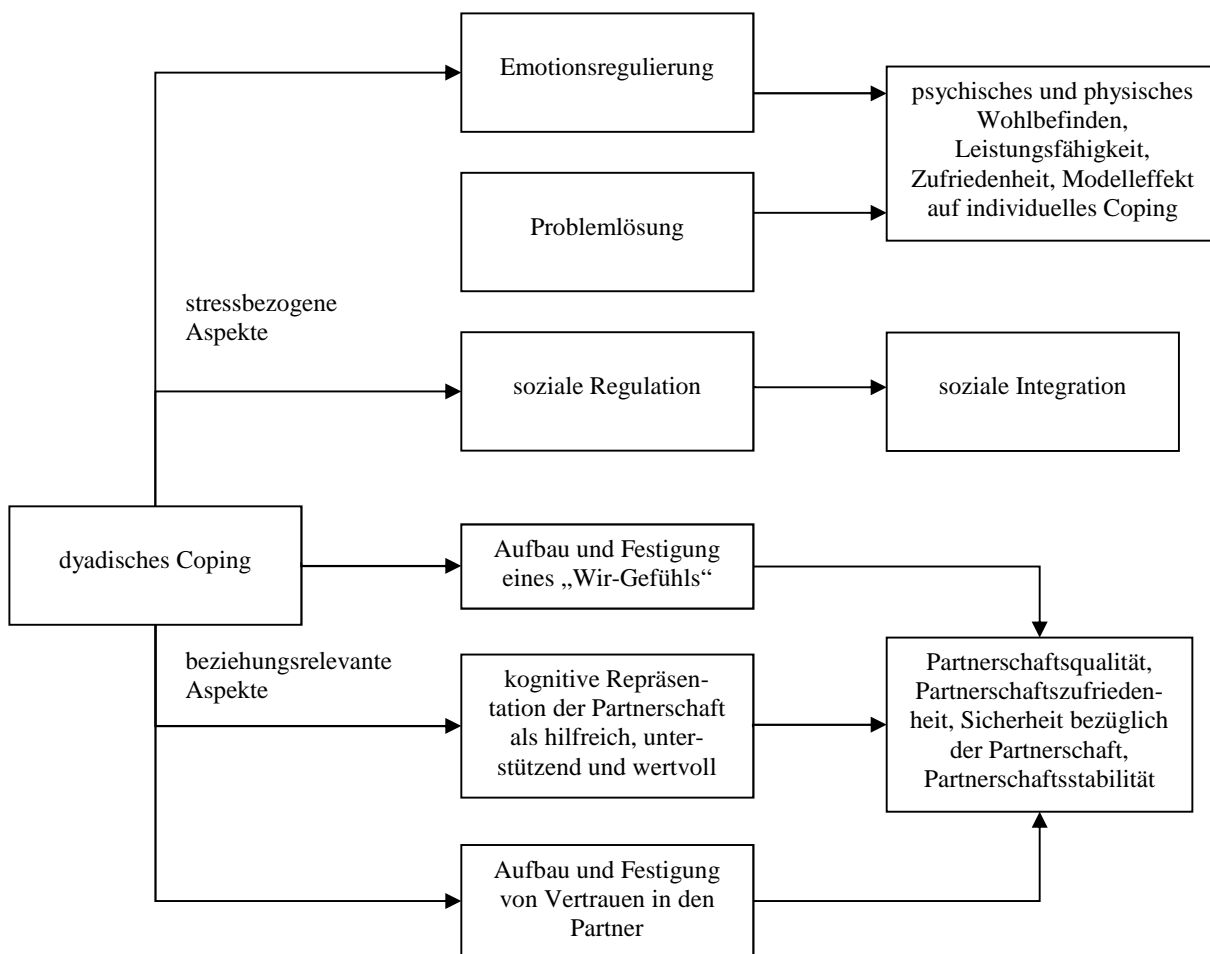 Emotionsregulierung
psychisches und physisches
Wohlbefinden,
Leistungsfähigkeit,
Zufriedenheit, Modelleffekt
auf individuelles Coping
Problemlösung
stressbezogene
Aspekte
soziale Regulation
soziale Integration
dyadisches Coping
Aufbau und Festigung
eines „Wir-Gefühls“
beziehungsrelevante
Aspekte
kognitive Repräsen-
tation der Partnerschaft
als hilfreich, unter-
stützend und wertvoll
Partnerschaftsqualität,
Partnerschaftszufrieden-
heit, Sicherheit bezüglich
der Partnerschaft,
Partnerschaftsstabilität
Aufbau und Festigung
von Vertrauen in den
Partner